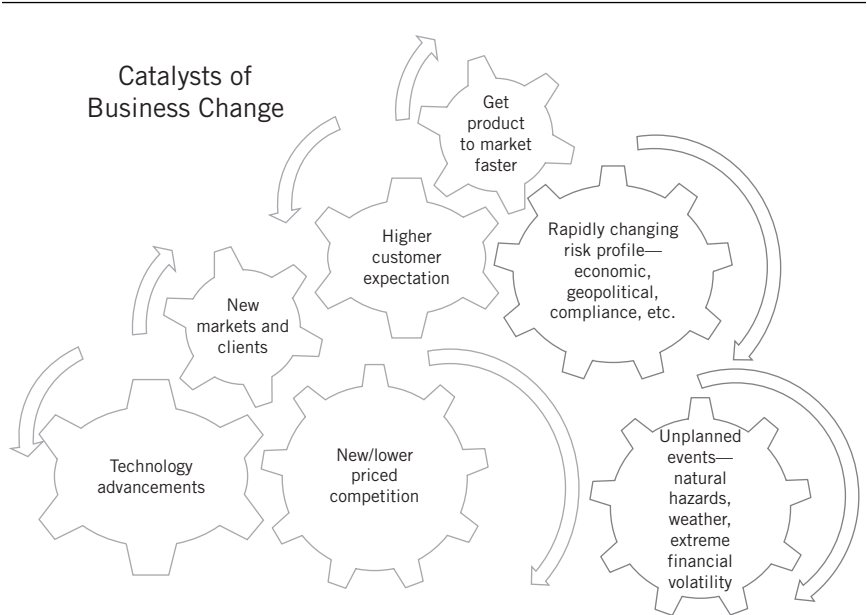 Catalysts of
Business Change
Get
product
to market
faster
Higher
customer
expectation
Rapidly changing
risk profile—
economic,
geopolitical,
compliance, etc.
New
markets and
clients
Technology
advancements
New/lower
priced
competition
Unplanned
events—
natural
hazards,
weather,
extreme
financial
volatility